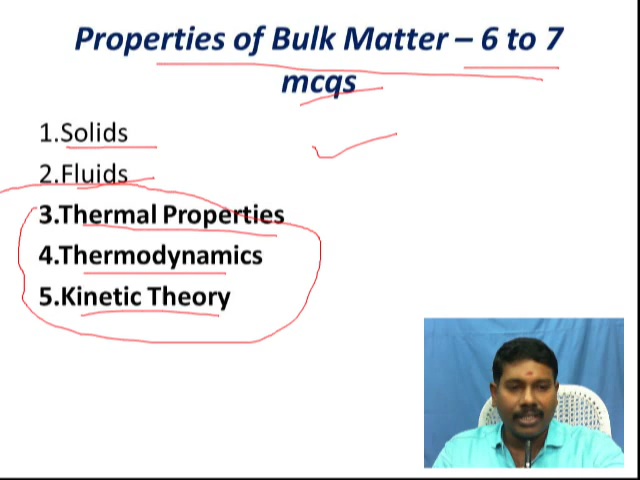 Properties of Bulk Matter – 6 to 7
mcqs
1.Solids
2.Fluids
3.Thermal Properties
4.Thermodynamics
5.Kinetic Theory